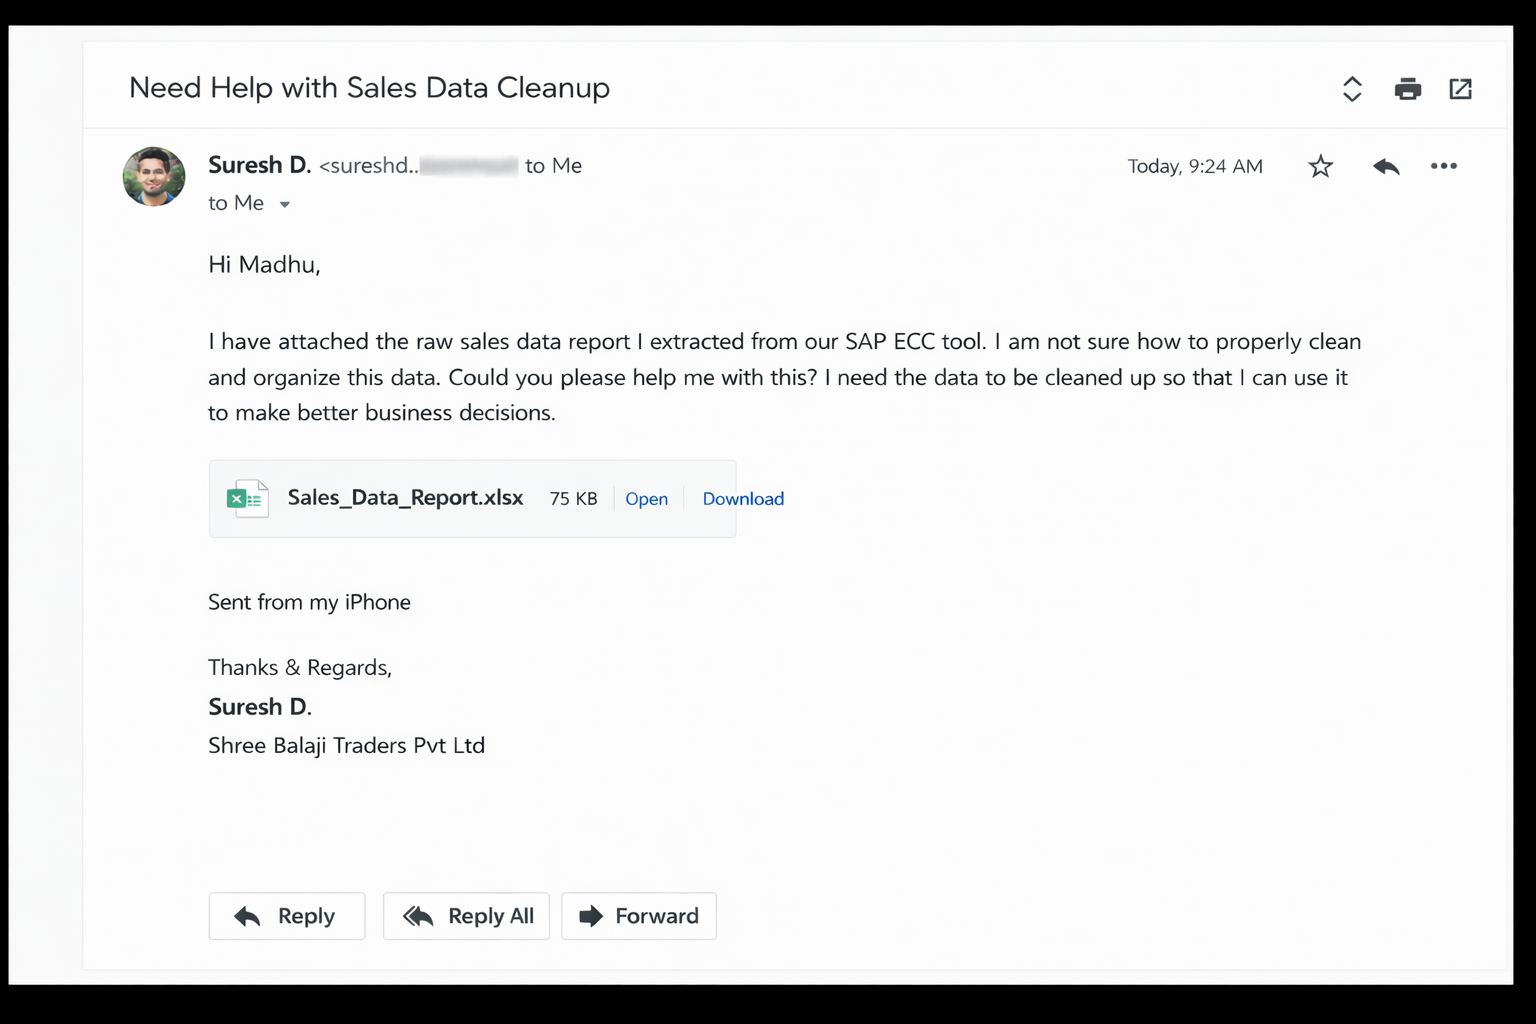 Need Help with Sales Data Cleanup
Suresh D. <sureshd.. to Me
Today, 9:24 AM
to Me
Hi Madhu,
I have attached the raw sales data report I extracted from our SAP ECC tool. I am not sure how to properly clean
and organize this data. Could you please help me with this? I need the data to be cleaned up so that I can use it
to make better business decisions.
Sales_Data_Report.xlsx 75 KB Open Download
Sent from my iPhone
Thanks & Regards,
Suresh D.
Shree Balaji Traders Pvt Ltd
Reply Reply All Forward